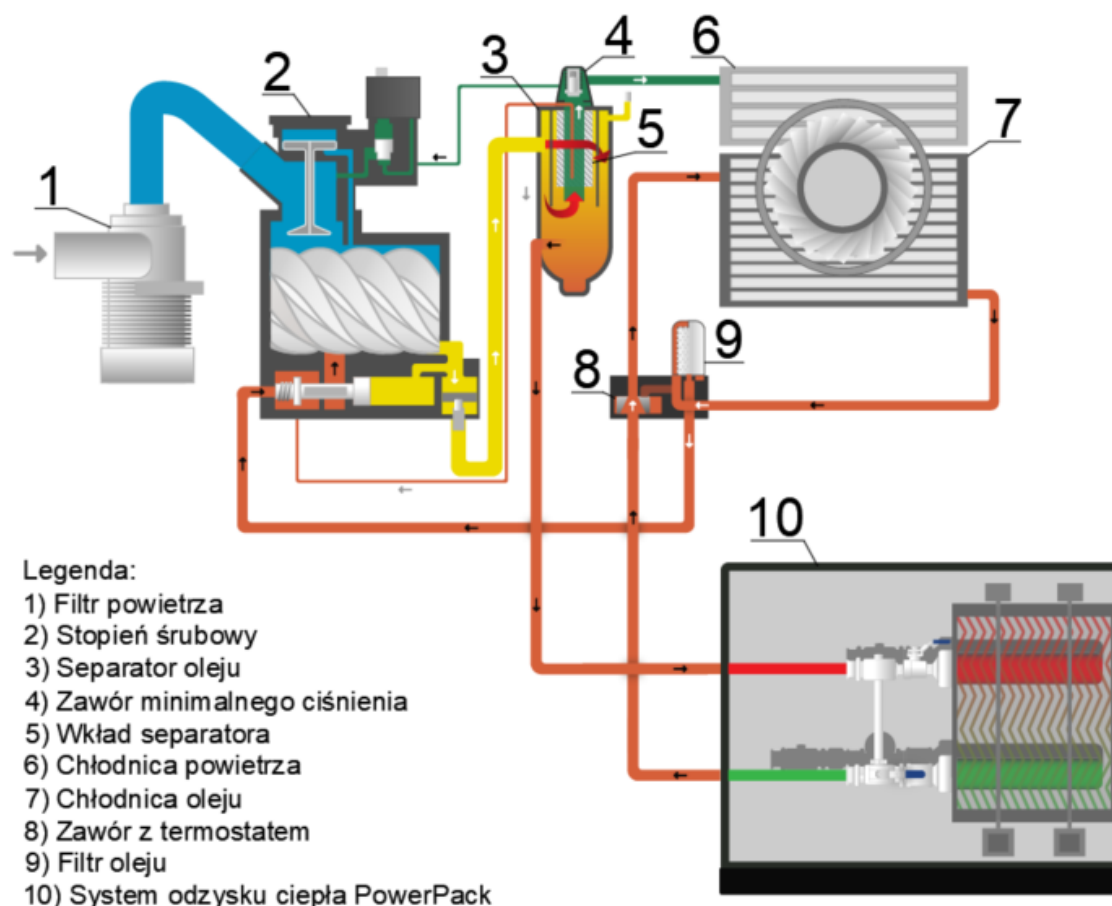 1
2
3
4
5
6
7
8
9
10
Legenda:
1) Filtr powietrza
2) Stopień śrubowy
3) Separator oleju
4) Zawór minimalnego ciśnienia
5) Wkład separatora
6) Chłodnica powietrza
7) Chłodnica oleju
8) Zawór z termostatem
9) Filtr oleju
10) System odzysku ciepła PowerPack